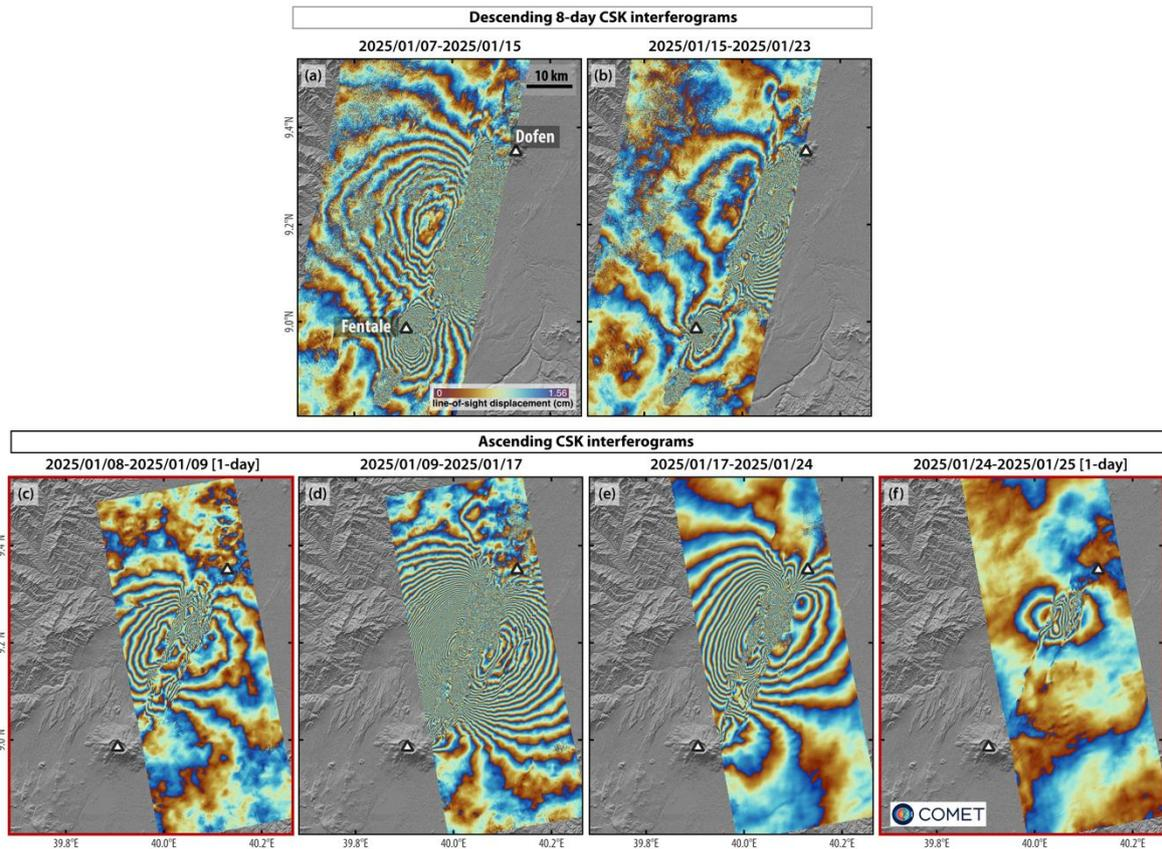 Descending 8-day CSK interferograms
2025/01/07-2025/01/15
2025/01/15-2025/01/23
(a)
10 km
(b)
Dofen
9.4°N
9.2°N
9.0°N
Fentale
0
1.56
line-of-sight displacement (cm)
Ascending CSK interferograms
2025/01/08-2025/01/09 [1-day]
2025/01/09-2025/01/17
2025/01/17-2025/01/24
2025/01/24-2025/01/25 [1-day]
(c)
(d)
(e)
(f)
COMET
39.8°E
40.0°E
40.2°E
39.8°E
40.0°E
40.2°E
39.8°E
40.0°E
40.2°E
39.8°E
40.0°E
40.2°E